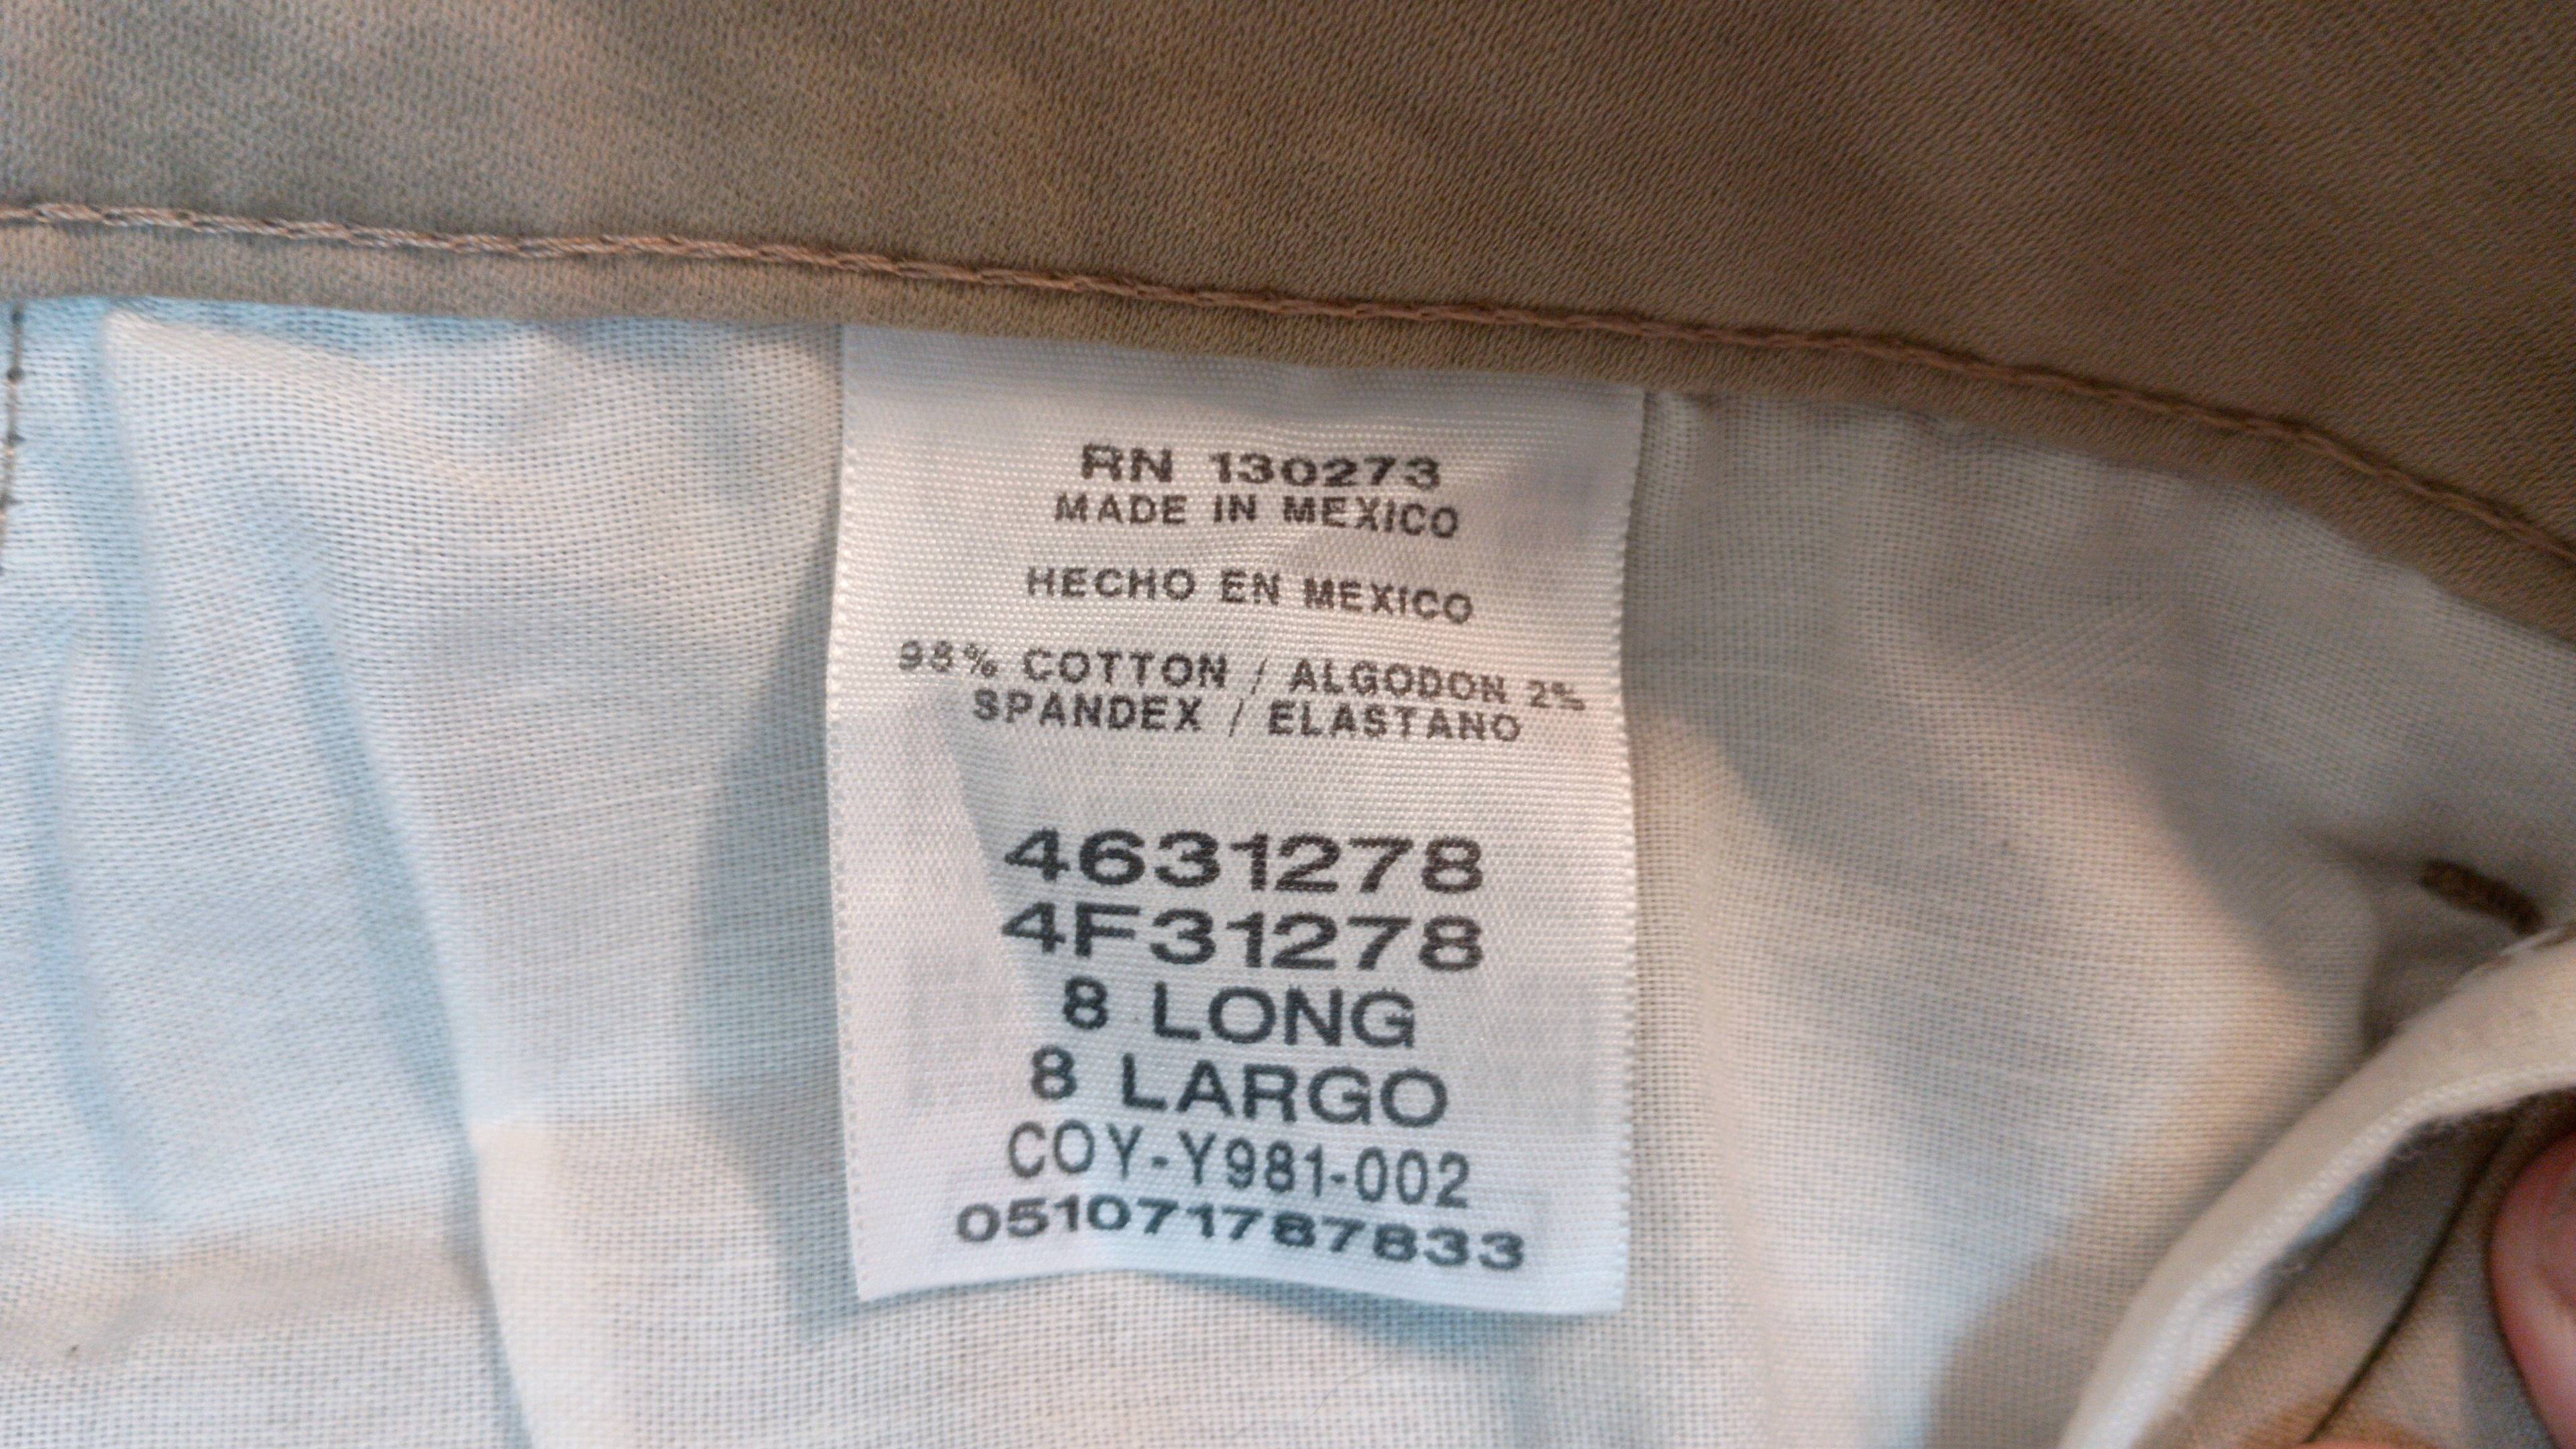 RN 130273
MADE IN MEXICO
HECHO EN MEXICO
98% COTTON / ALGODON 2%
SPANDEX / ELASTANO
4631278
4F31278
8 LONG
8 LARGO
COY-Y981-002
051071787833